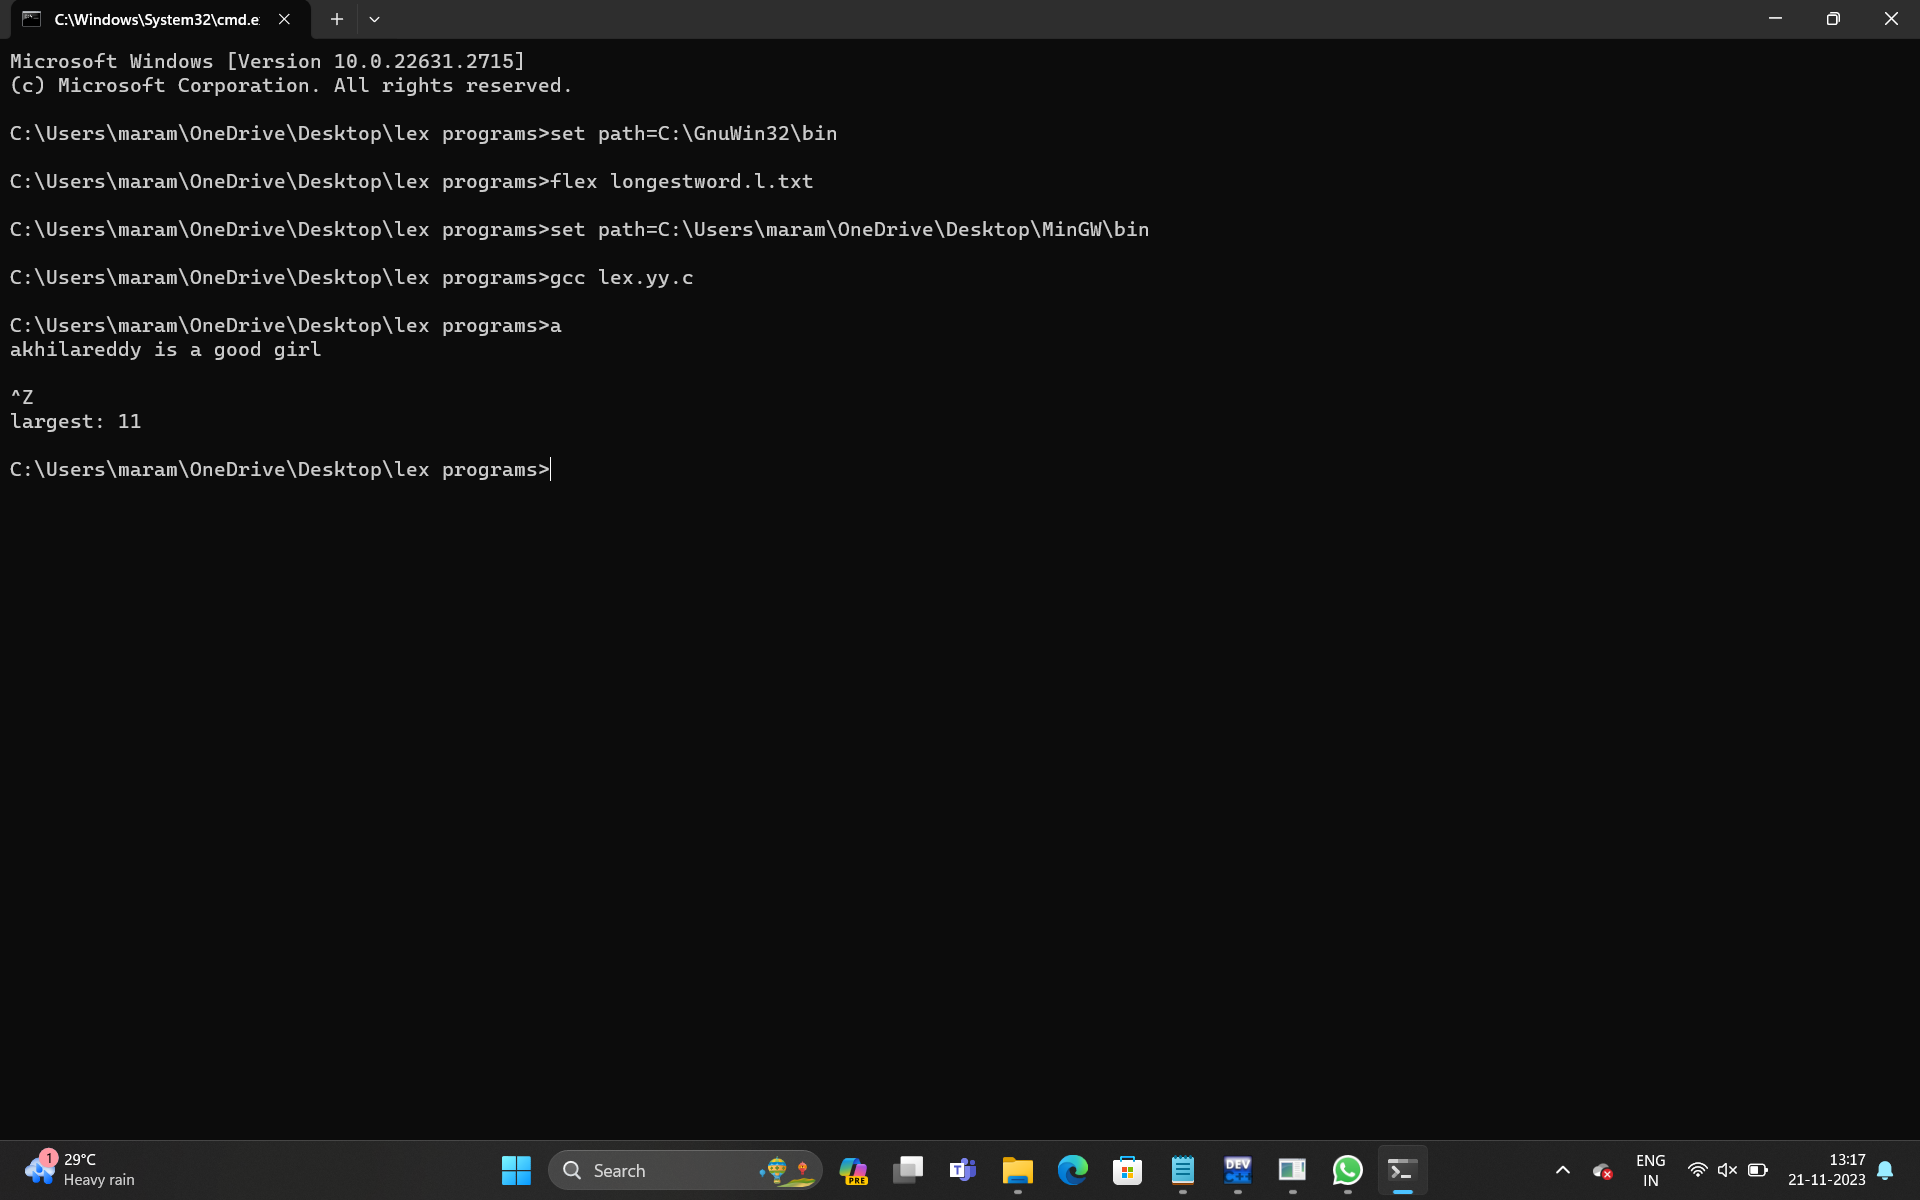 C:\Windows\System32\cmd.e
Microsoft Windows [Version 10.0.22631.2715]
(c) Microsoft Corporation. All rights reserved.
C:\Users\maram\OneDrive\Desktop\lex programs>set path=C:\GnuWin32\bin
C:\Users\maram\OneDrive\Desktop\lex programs>flex longestword.l.txt
C:\Users\maram\OneDrive\Desktop\lex programs>set path=C:\Users\maram\OneDrive\Desktop\MinGW\bin
C:\Users\maram\OneDrive\Desktop\lex programs>gcc lex.yy.c
C:\Users\maram\OneDrive\Desktop\lex programs>a
akhilareddy is a good girl
^Z
largest: 11
C:\Users\maram\OneDrive\Desktop\lex programs>
1
29°C
Heavy rain
Search
PRE
T
DEV
C++
ENG
IN
13:17
21-11-2023